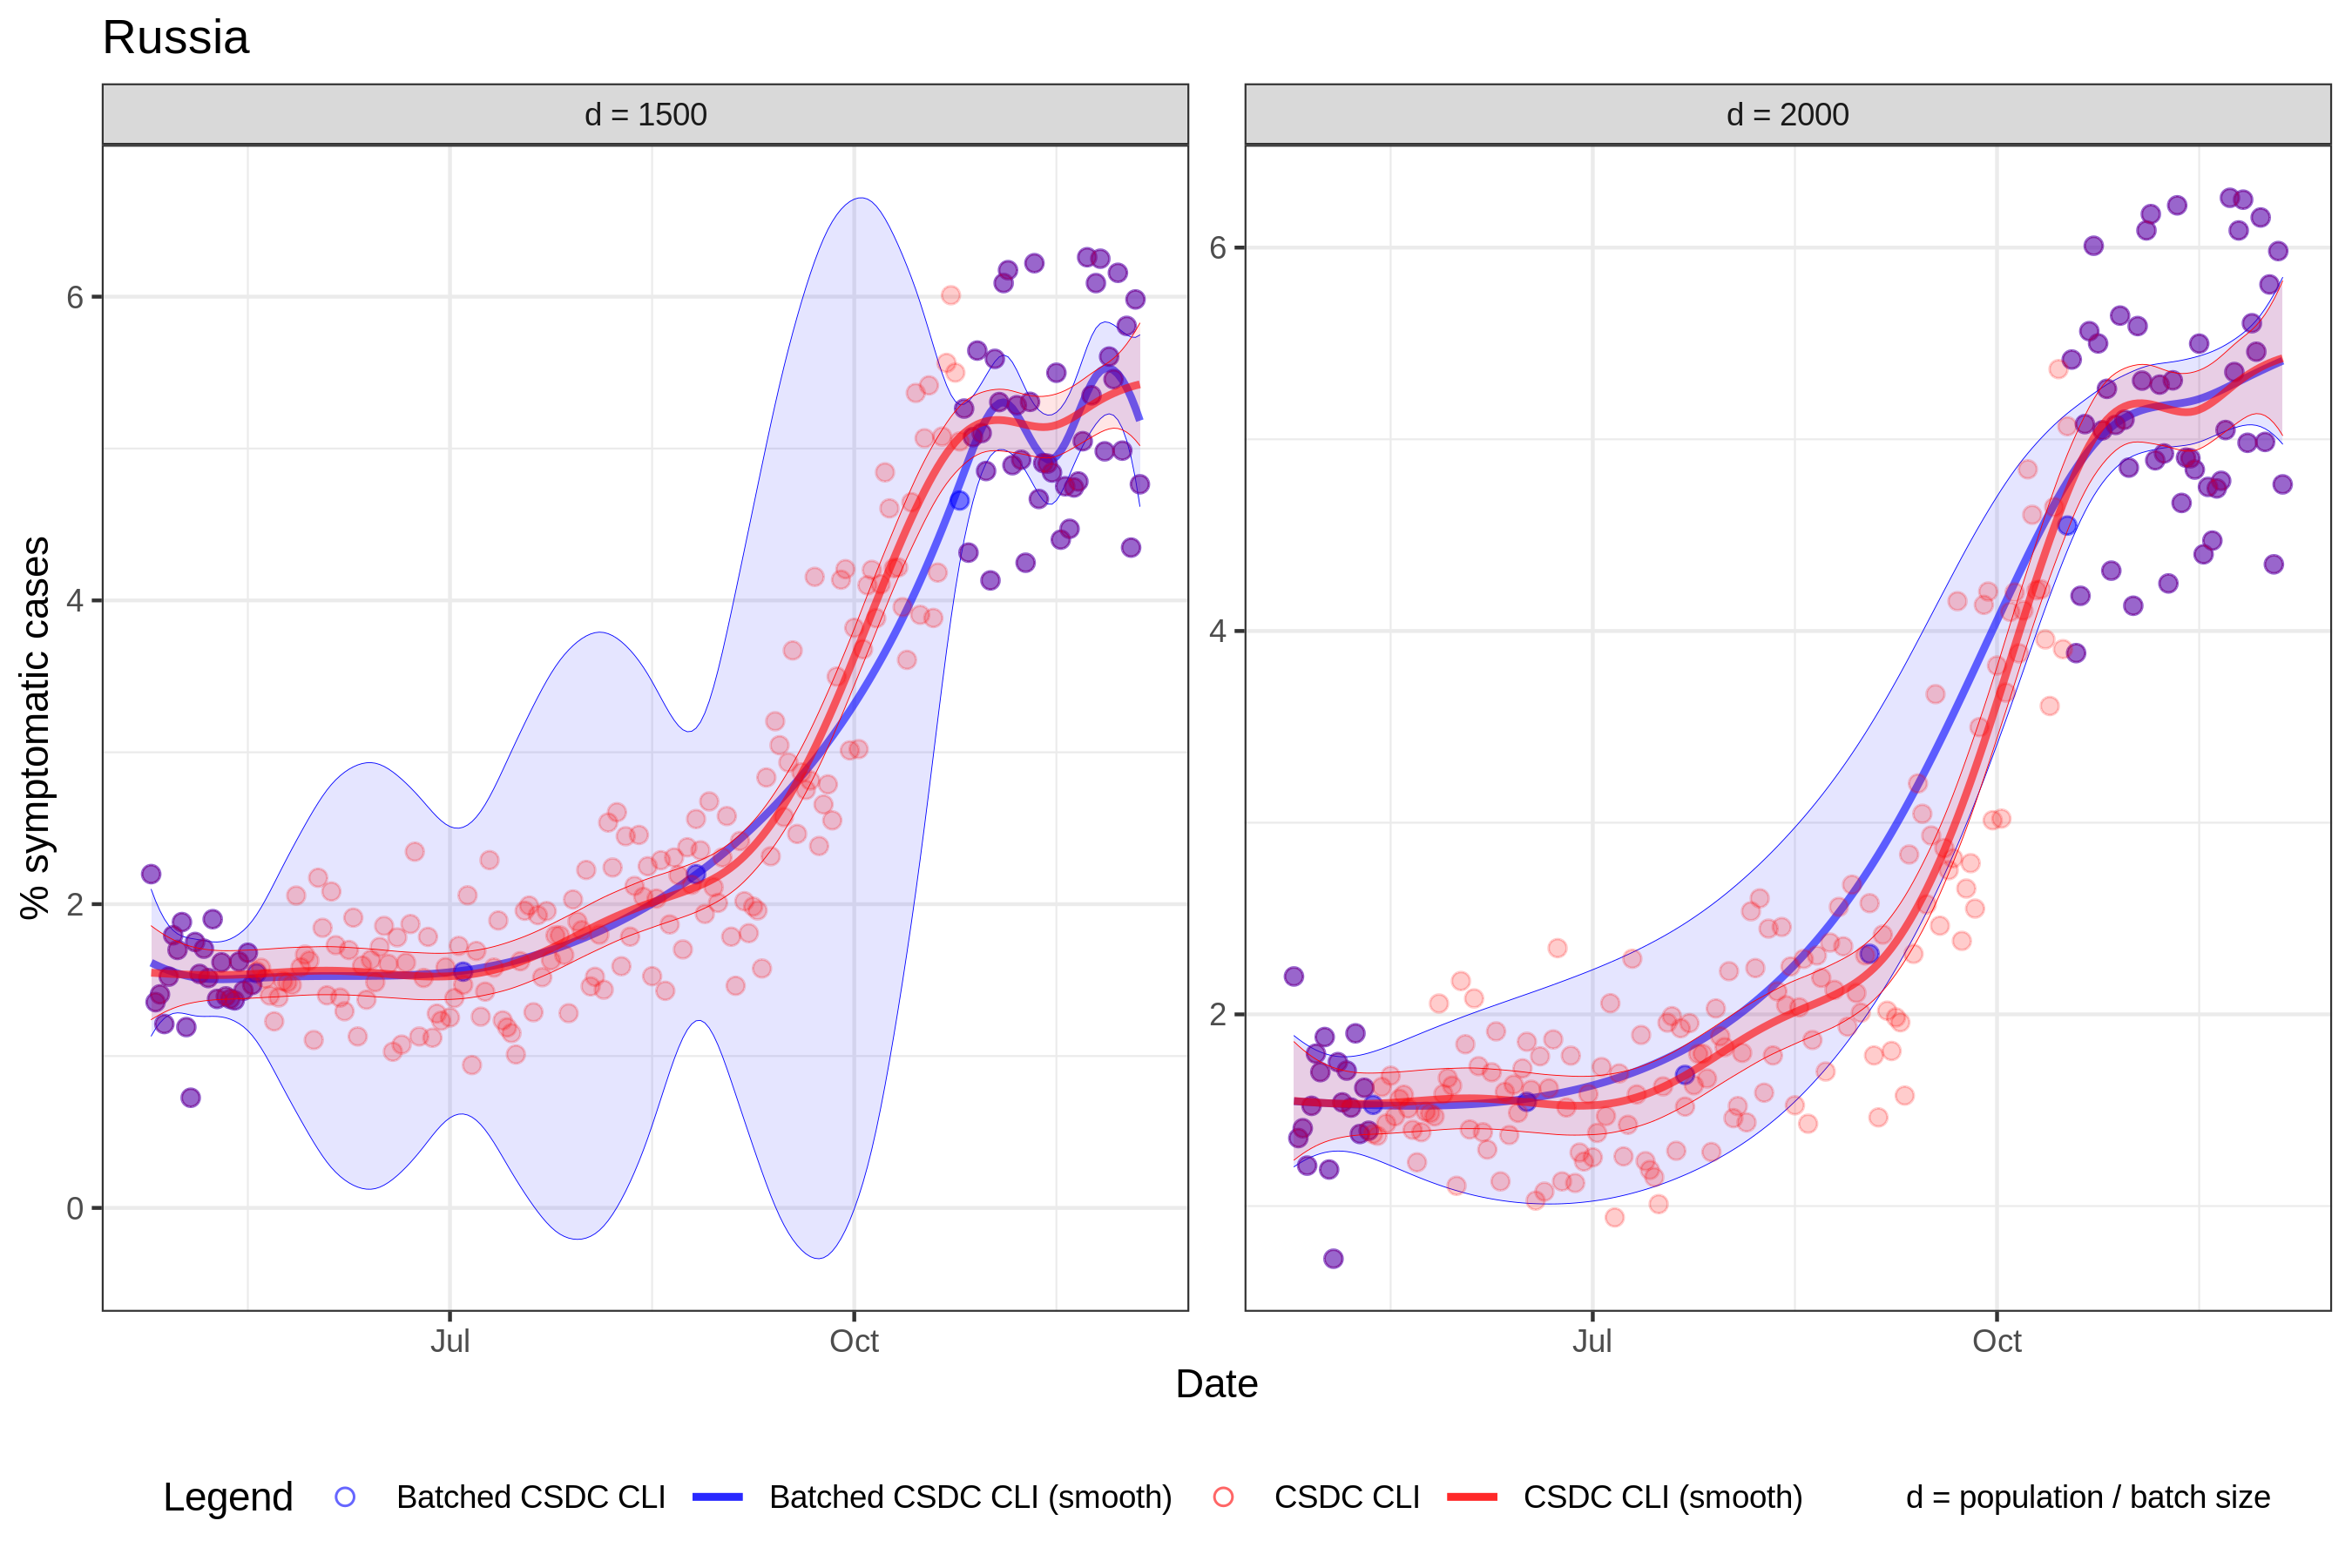 Russia
d = 1500
d = 2000
% symptomatic cases
6
4
2
0
6
4
2
Jul
Oct
Jul
Oct
Date
Legend
Batched CSDC CLI
Batched CSDC CLI (smooth)
CSDC CLI
CSDC CLI (smooth)
d = population / batch size